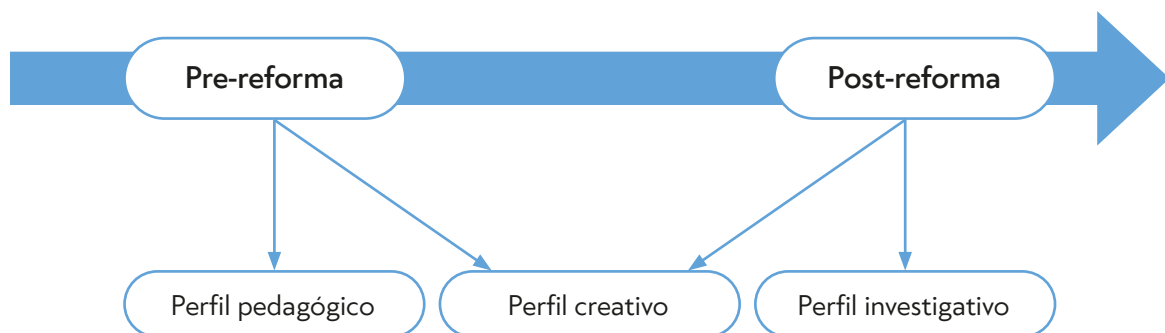 Pre-reforma
Post-reforma
Perfil pedagógico
Perfil creativo
Perfil investigativo